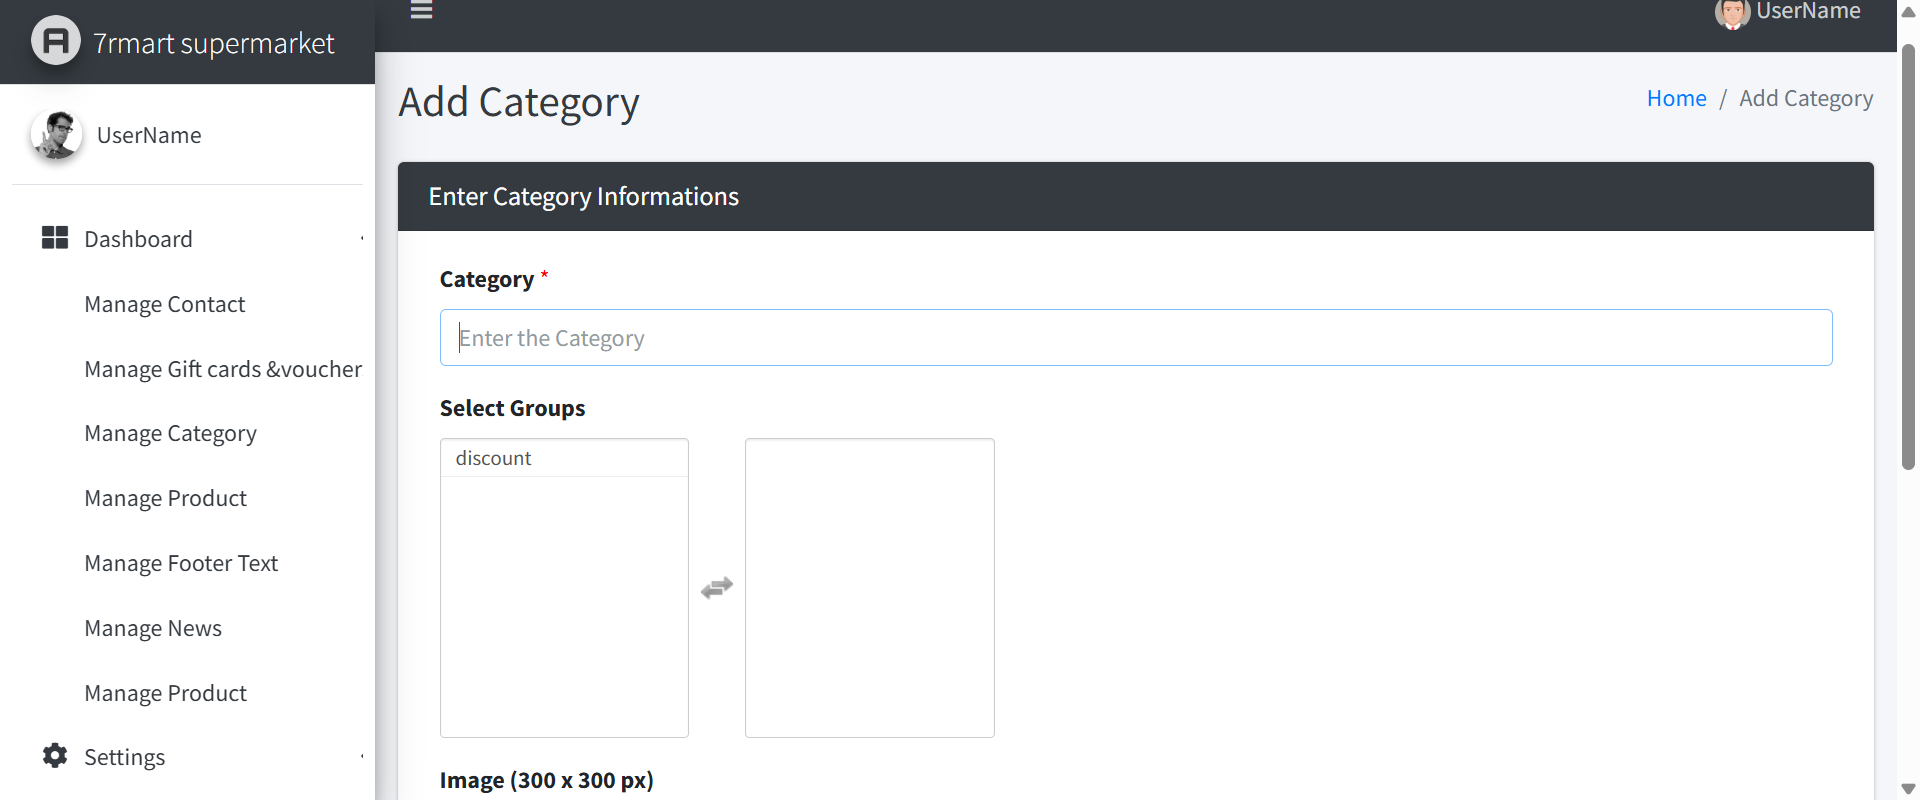 7rmart supermarket
UserName
UserName
Dashboard
Manage Contact
Manage Gift cards &voucher
Manage Category
Manage Product
Manage Footer Text
Manage News
Manage Product
Settings
Add Category
Home / Add Category
Enter Category Informations
Category *
Enter the Category
Select Groups
discount
Image (300 x 300 px)